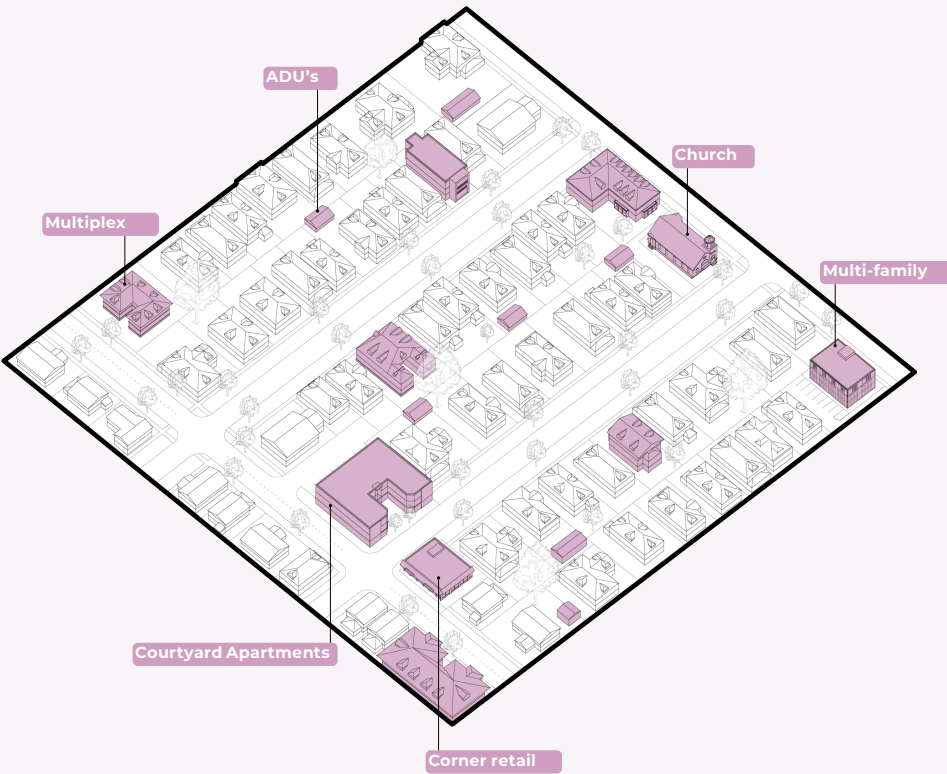 ADU’s
Church
Multiplex
Multi-family
Courtyard Apartments
Corner retail